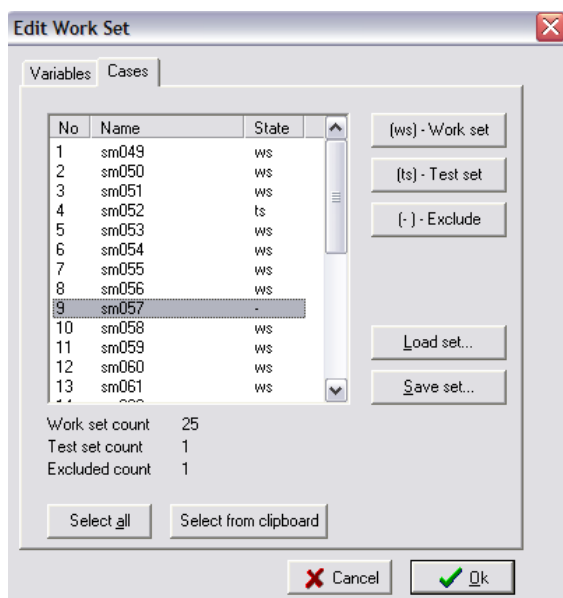 Edit Work Set
Variables Cases
No Name State
1 sm049 ws
2 sm050 ws
3 sm051 ws
4 sm052 ts
5 sm053 ws
6 sm054 ws
7 sm055 ws
8 sm056 ws
9 sm057 -
10 sm058 ws
11 sm059 ws
12 sm060 ws
13 sm061 ws
(ws) - Work set
(ts) - Test set
(- ) - Exclude
Load set...
Save set...
Work set count 25
Test set count 1
Excluded count 1
Select all Select from clipboard
Cancel Ok